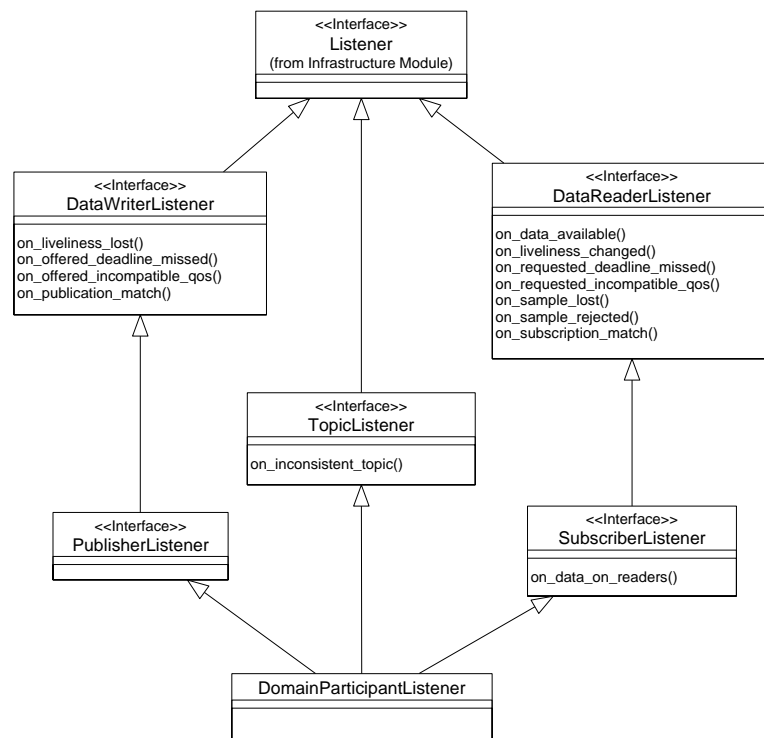 <<Interface>>
Listener
(from Infrastructure Module)
<<Interface>>
DataWriterListener
on_liveliness_lost()
on_offered_deadline_missed()
on_offered_incompatible_qos()
on_publication_match()
<<Interface>>
DataReaderListener
on_data_available()
on_liveliness_changed()
on_requested_deadline_missed()
on_requested_incompatible_qos()
on_sample_lost()
on_sample_rejected()
on_subscription_match()
<<Interface>>
TopicListener
on_inconsistent_topic()
<<Interface>>
PublisherListener
<<Interface>>
SubscriberListener
on_data_on_readers()
DomainParticipantListener